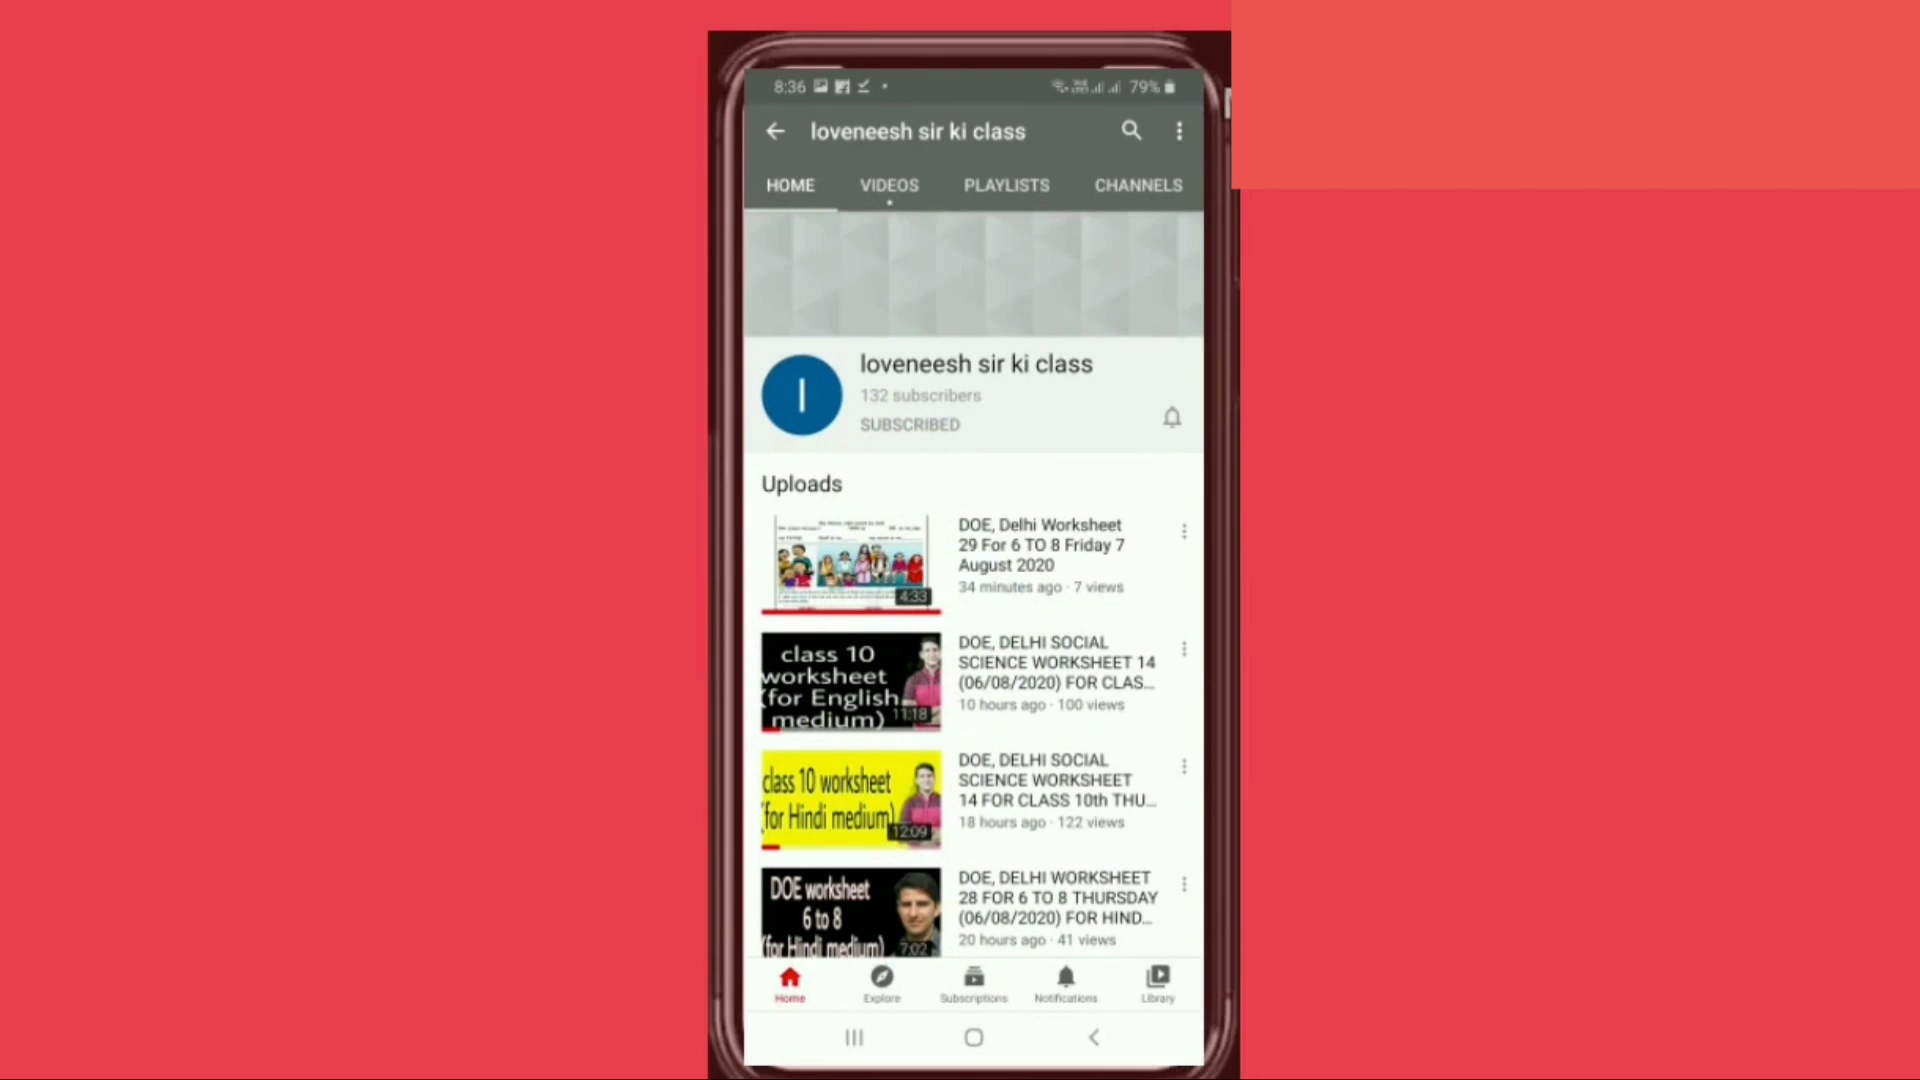 8:36
79%
loveneesh sir ki class
HOME VIDEOS PLAYLISTS CHANNELS
l
loveneesh sir ki class
132 subscribers
SUBSCRIBED
Uploads
4:33
DOE, Delhi Worksheet
29 For 6 TO 8 Friday 7
August 2020
34 minutes ago · 7 views
class 10
worksheet
(for English
medium)
11:18
DOE, DELHI SOCIAL
SCIENCE WORKSHEET 14
(06/08/2020) FOR CLAS...
10 hours ago · 100 views
class 10 worksheet
(for Hindi medium)
12:09
DOE, DELHI SOCIAL
SCIENCE WORKSHEET
14 FOR CLASS 10th THU...
18 hours ago · 122 views
DOE worksheet
6 to 8
(for Hindi medium)
7:02
DOE, DELHI WORKSHEET
28 FOR 6 TO 8 THURSDAY
(06/08/2020) FOR HIND...
20 hours ago · 41 views
Home Explore Subscriptions Notifications Library